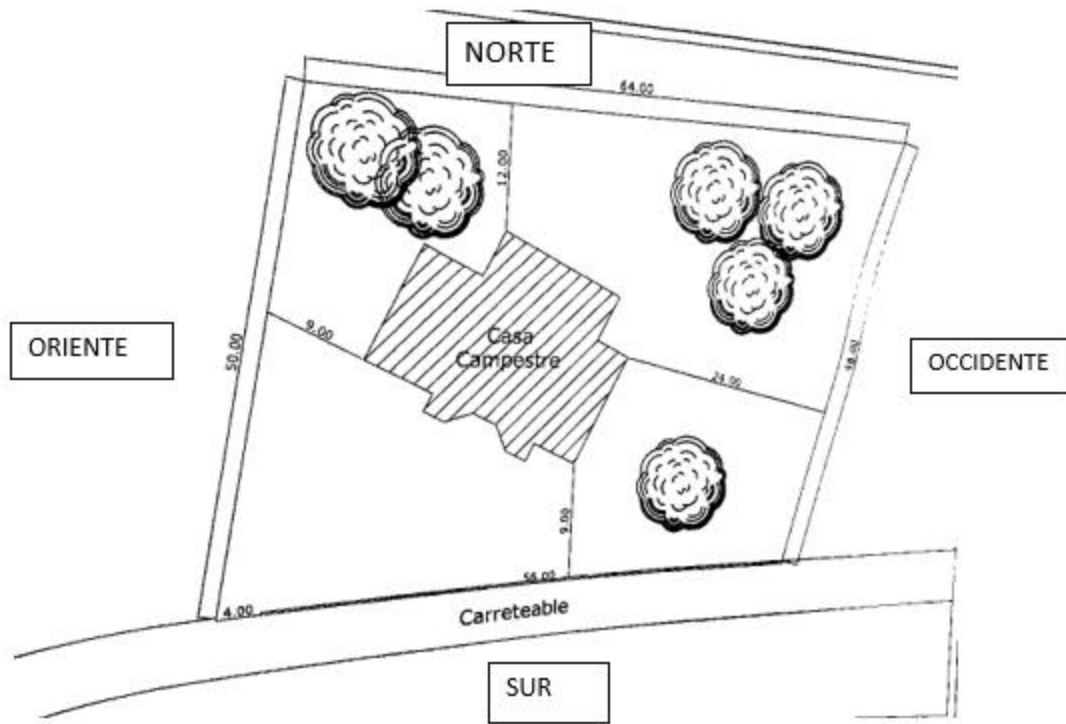 NORTE
64.00
12.00
ORIENTE
50.00
9.00
Casa
Campestre
24.00
48.00
OCCIDENTE
9.00
56.00
4.00
Carreteable
SUR